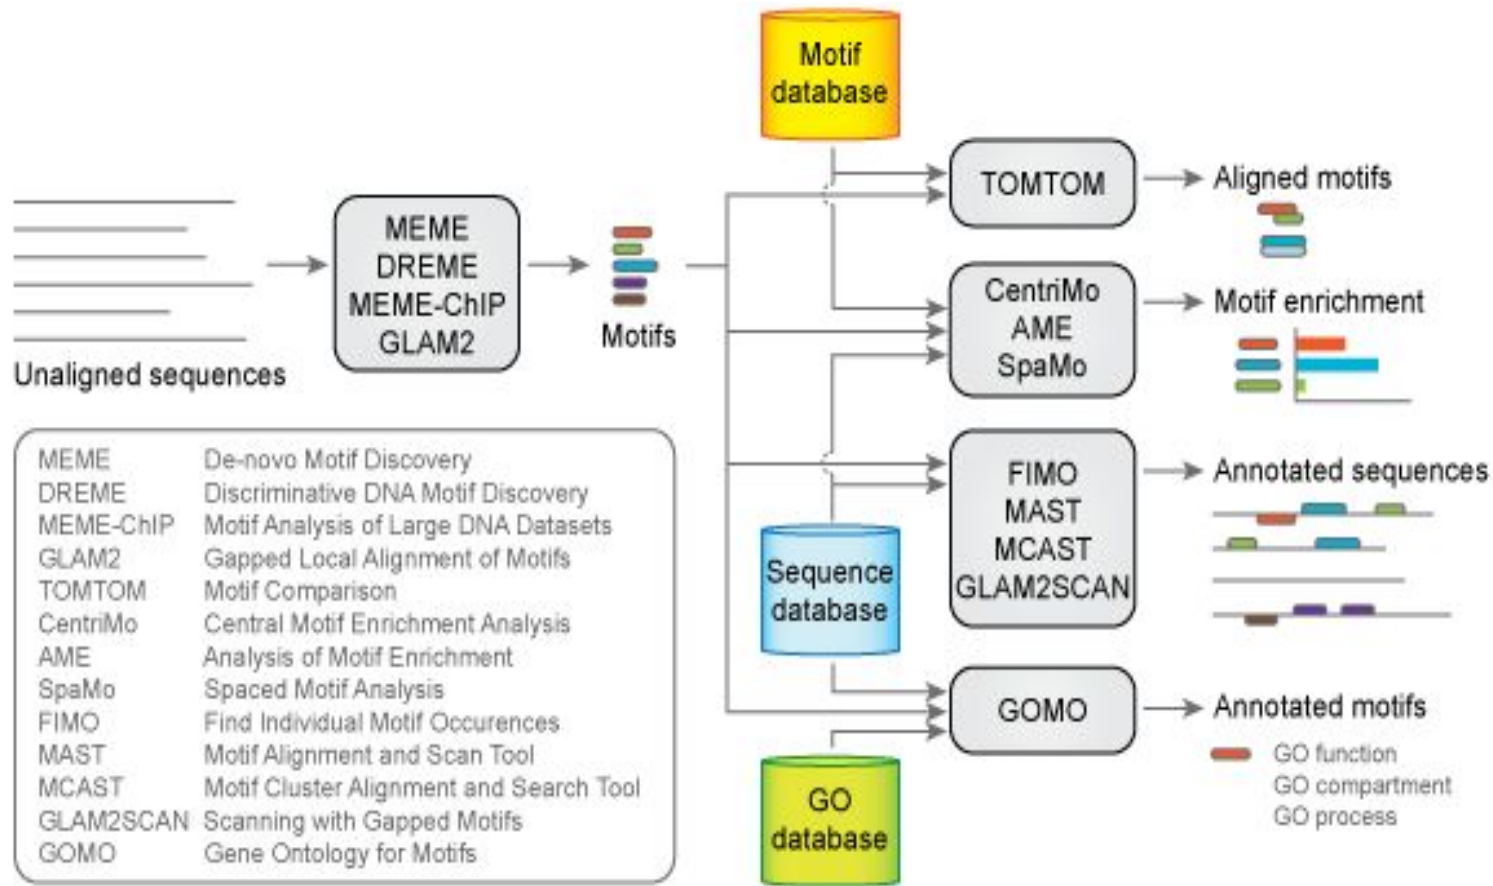 Motif
database
TOMTOM
Aligned motifs
MEME
DREME
MEME-ChIP
GLAM2
Motifs
Unaligned sequences
CentriMo
AME
SpaMo
Motif enrichment
FIMO
MAST
MCAST
GLAM2SCAN
Annotated sequences
Sequence
database
GOMO
Annotated motifs
GO function
GO compartment
GO process
GO
database
MEME De-novo Motif Discovery
DREME Discriminative DNA Motif Discovery
MEME-ChIP Motif Analysis of Large DNA Datasets
GLAM2 Gapped Local Alignment of Motifs
TOMTOM Motif Comparison
CentriMo Central Motif Enrichment Analysis
AME Analysis of Motif Enrichment
SpaMo Spaced Motif Analysis
FIMO Find Individual Motif Occurences
MAST Motif Alignment and Scan Tool
MCAST Motif Cluster Alignment and Search Tool
GLAM2SCAN Scanning with Gapped Motifs
GOMO Gene Ontology for Motifs